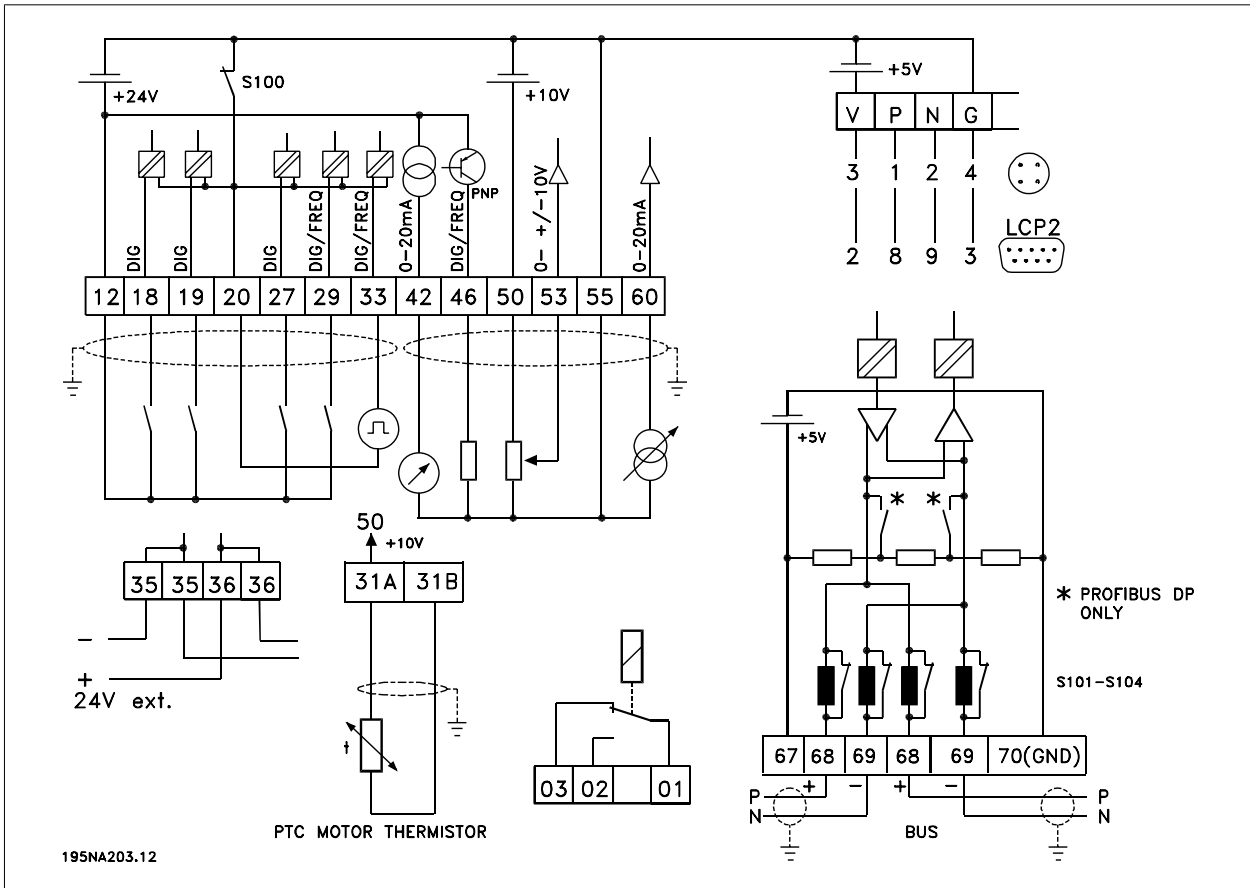 S100
+24V
+10V
+5V
V P N G
3 1 2 4
LCP2
2 8 9 3
PNP
DIG
DIG
DIG
DIG/FREQ
DIG/FREQ
0-20mA
DIG/FREQ
0- +/-10V
0-20mA
12 18 19 20 27 29 33 42 46 50 53 55 60
+5V
* *
* PROFIBUS DP
ONLY
50
+10V
35 35 36 36
31A 31B
-
+
24V ext.
t
PTC MOTOR THERMISTOR
03 02 01
S101-S104
67 68 69 68 69 70(GND)
+ - + -
P P
N N
BUS
195NA203.12